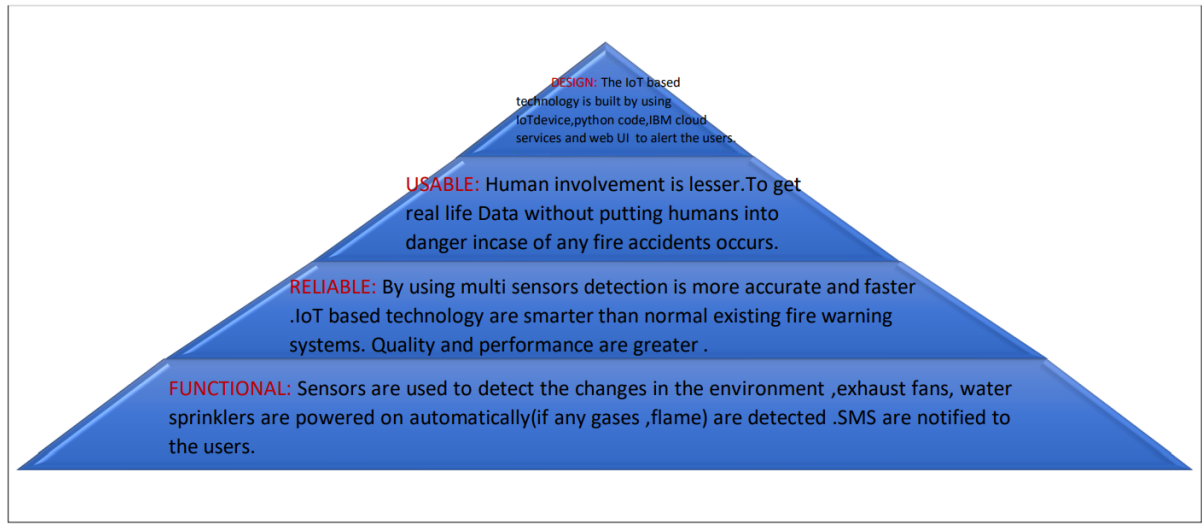 DESIGN: The IoT based
technology is built by using
IoTdevice,python code,IBM cloud
services and web UI to alert the users.
USABLE: Human involvement is lesser.To get
real life Data without putting humans into
danger incase of any fire accidents occurs.
RELIABLE: By using multi sensors detection is more accurate and faster
.IoT based technology are smarter than normal existing fire warning
systems. Quality and performance are greater .
FUNCTIONAL: Sensors are used to detect the changes in the environment ,exhaust fans, water
sprinklers are powered on automatically(if any gases ,flame) are detected .SMS are notified to
the users.